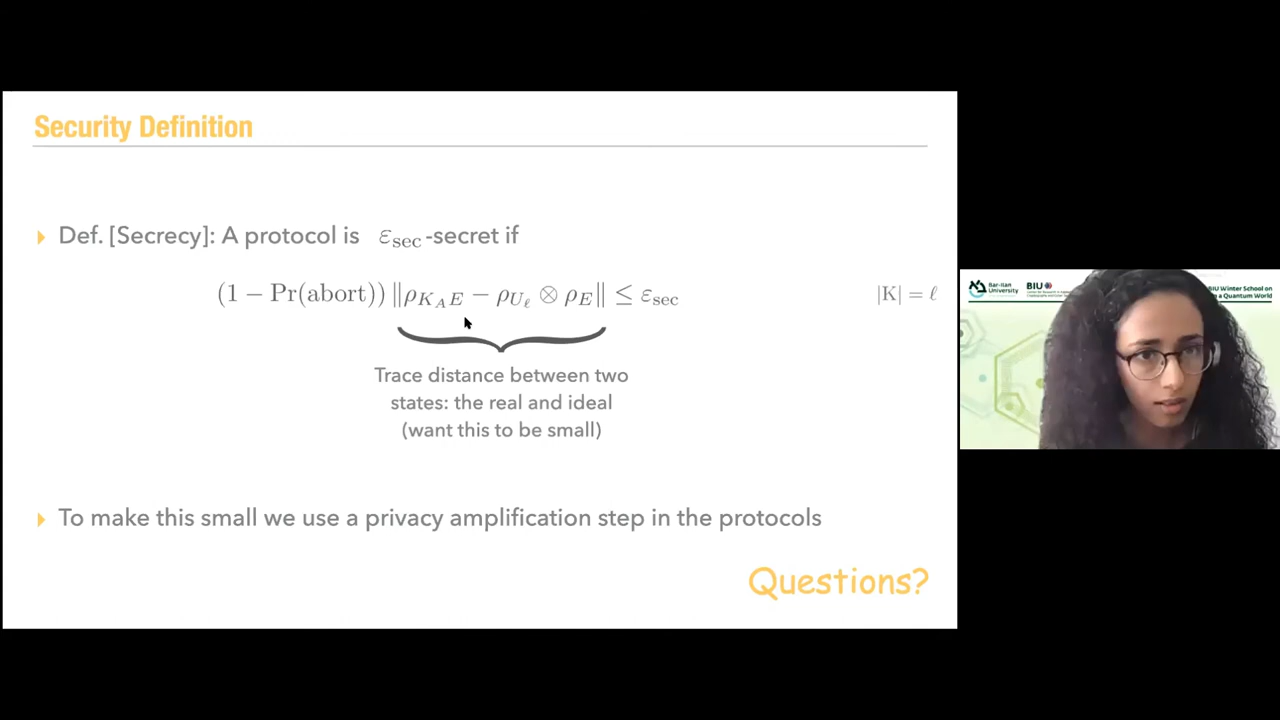 Security Definition
Def. [Secrecy]: A protocol is ε_sec-secret if
(1 − Pr(abort)) ‖ρ_{K_A E} − ρ_{U_ℓ} ⊗ ρ_E‖ ≤ ε_sec
|K| = ℓ
Trace distance between two
states: the real and ideal
(want this to be small)
To make this small we use a privacy amplification step in the protocols
Questions?
Bar-Ilan
University
BIU
BIU Winter School on
a Quantum World